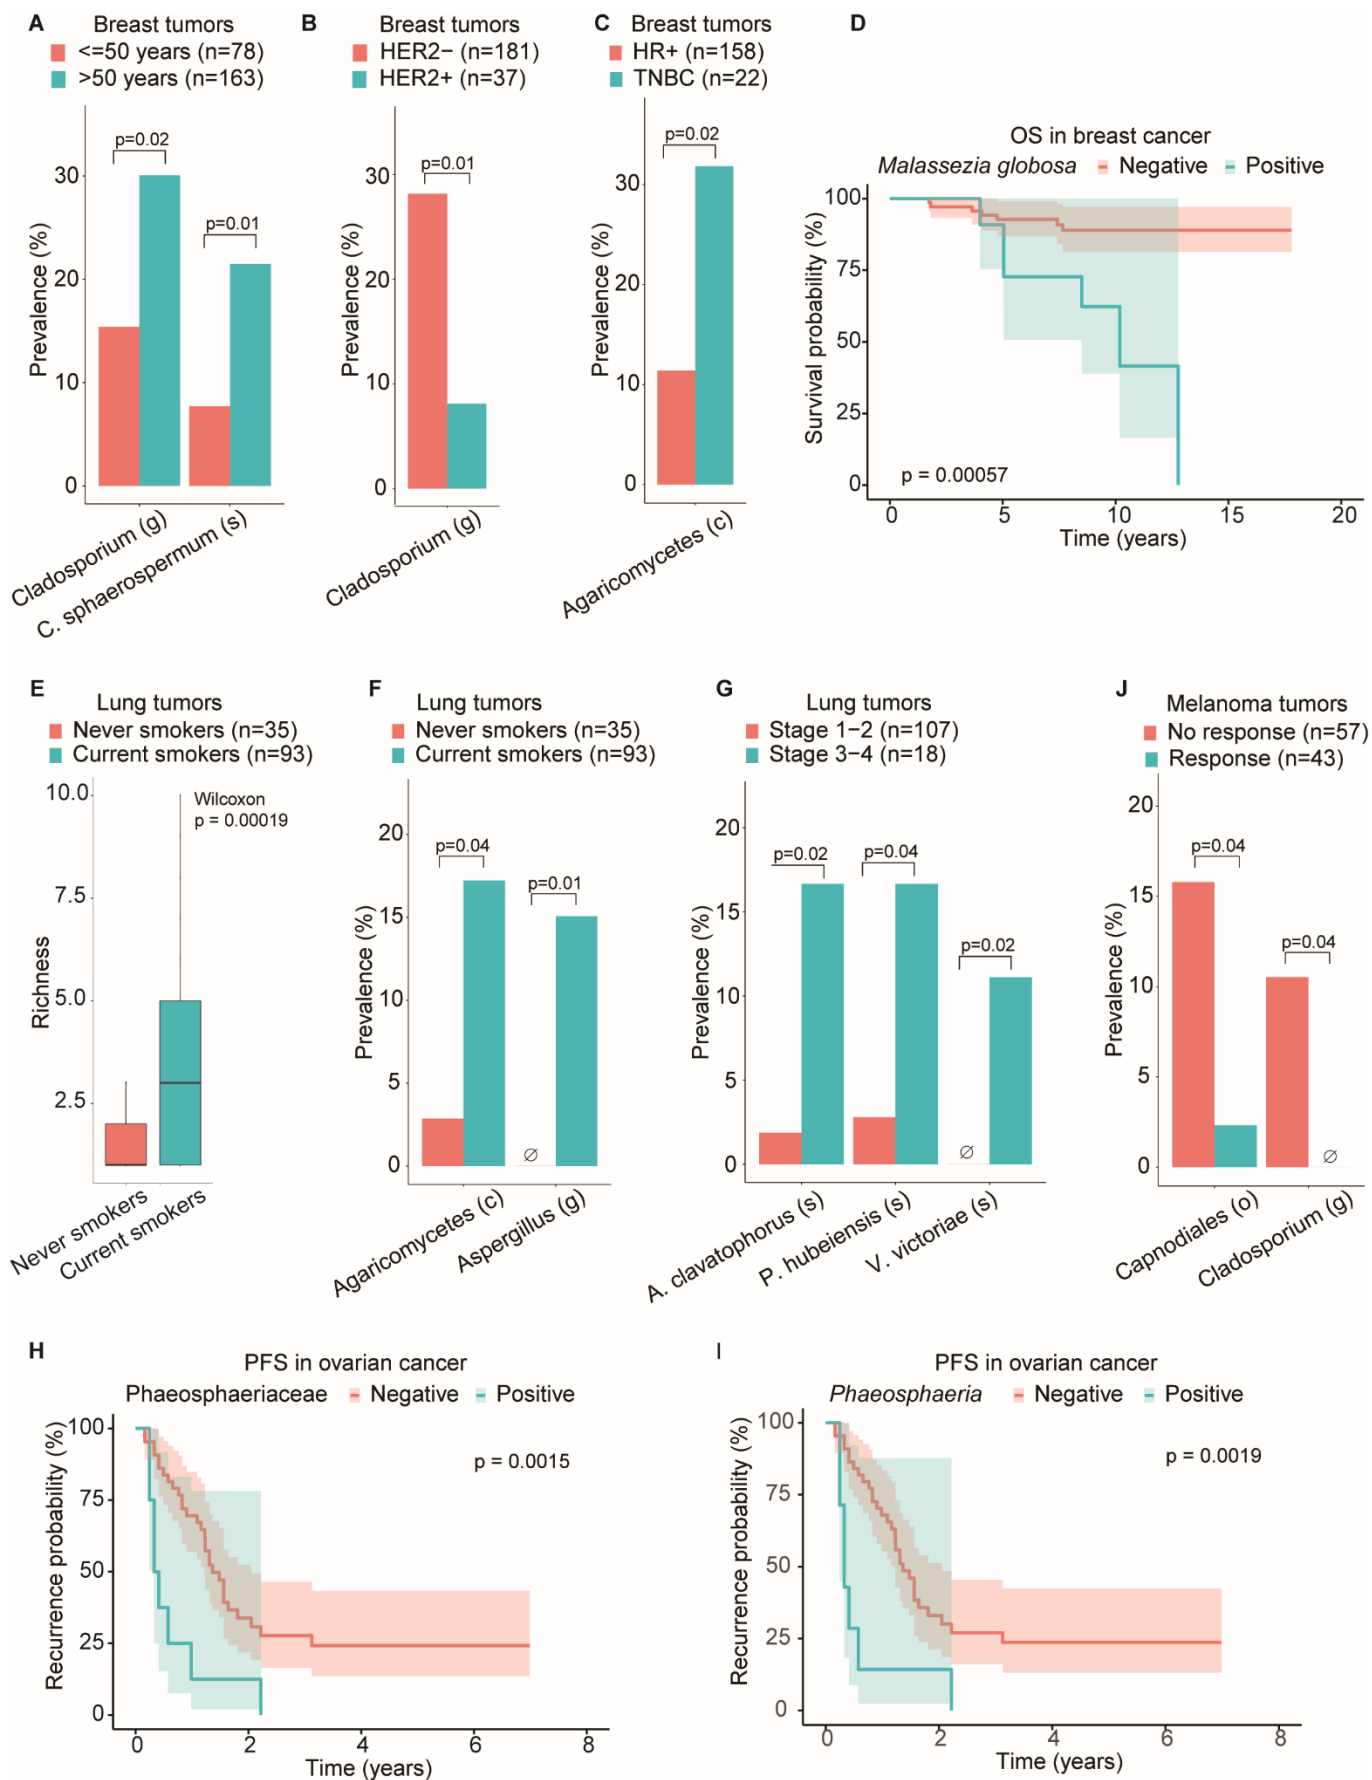 A
Breast tumors
<=50 years (n=78)
>50 years (n=163)
Prevalence (%)
30
20
10
0
p=0.02
p=0.01
Cladosporium (g)
C. sphaerospermum (s)
B
Breast tumors
HER2− (n=181)
HER2+ (n=37)
Prevalence (%)
30
20
10
0
p=0.01
Cladosporium (g)
C
Breast tumors
HR+ (n=158)
TNBC (n=22)
Prevalence (%)
30
20
10
0
p=0.02
Agaricomycetes (c)
D
OS in breast cancer
Malassezia globosa Negative Positive
Survival probability (%)
100
75
50
25
0
p = 0.00057
0 5 10 15 20
Time (years)
E
Lung tumors
Never smokers (n=35)
Current smokers (n=93)
Richness
10.0
7.5
5.0
2.5
Wilcoxon
p = 0.00019
Never smokers
Current smokers
F
Lung tumors
Never smokers (n=35)
Current smokers (n=93)
Prevalence (%)
20
15
10
5
0
p=0.04
p=0.01
∅
Agaricomycetes (c)
Aspergillus (g)
G
Lung tumors
Stage 1−2 (n=107)
Stage 3−4 (n=18)
Prevalence (%)
20
15
10
5
0
p=0.02
p=0.04
p=0.02
∅
A. clavatophorus (s)
P. hubeiensis (s)
V. victoriae (s)
J
Melanoma tumors
No response (n=57)
Response (n=43)
Prevalence (%)
20
15
10
5
0
p=0.04
p=0.04
∅
Capnodiales (o)
Cladosporium (g)
H
PFS in ovarian cancer
Phaeosphaeriaceae Negative Positive
Recurrence probability (%)
100
75
50
25
0
p = 0.0015
0 2 4 6 8
Time (years)
I
PFS in ovarian cancer
Phaeosphaeria Negative Positive
Recurrence probability (%)
100
75
50
25
0
p = 0.0019
0 2 4 6 8
Time (years)